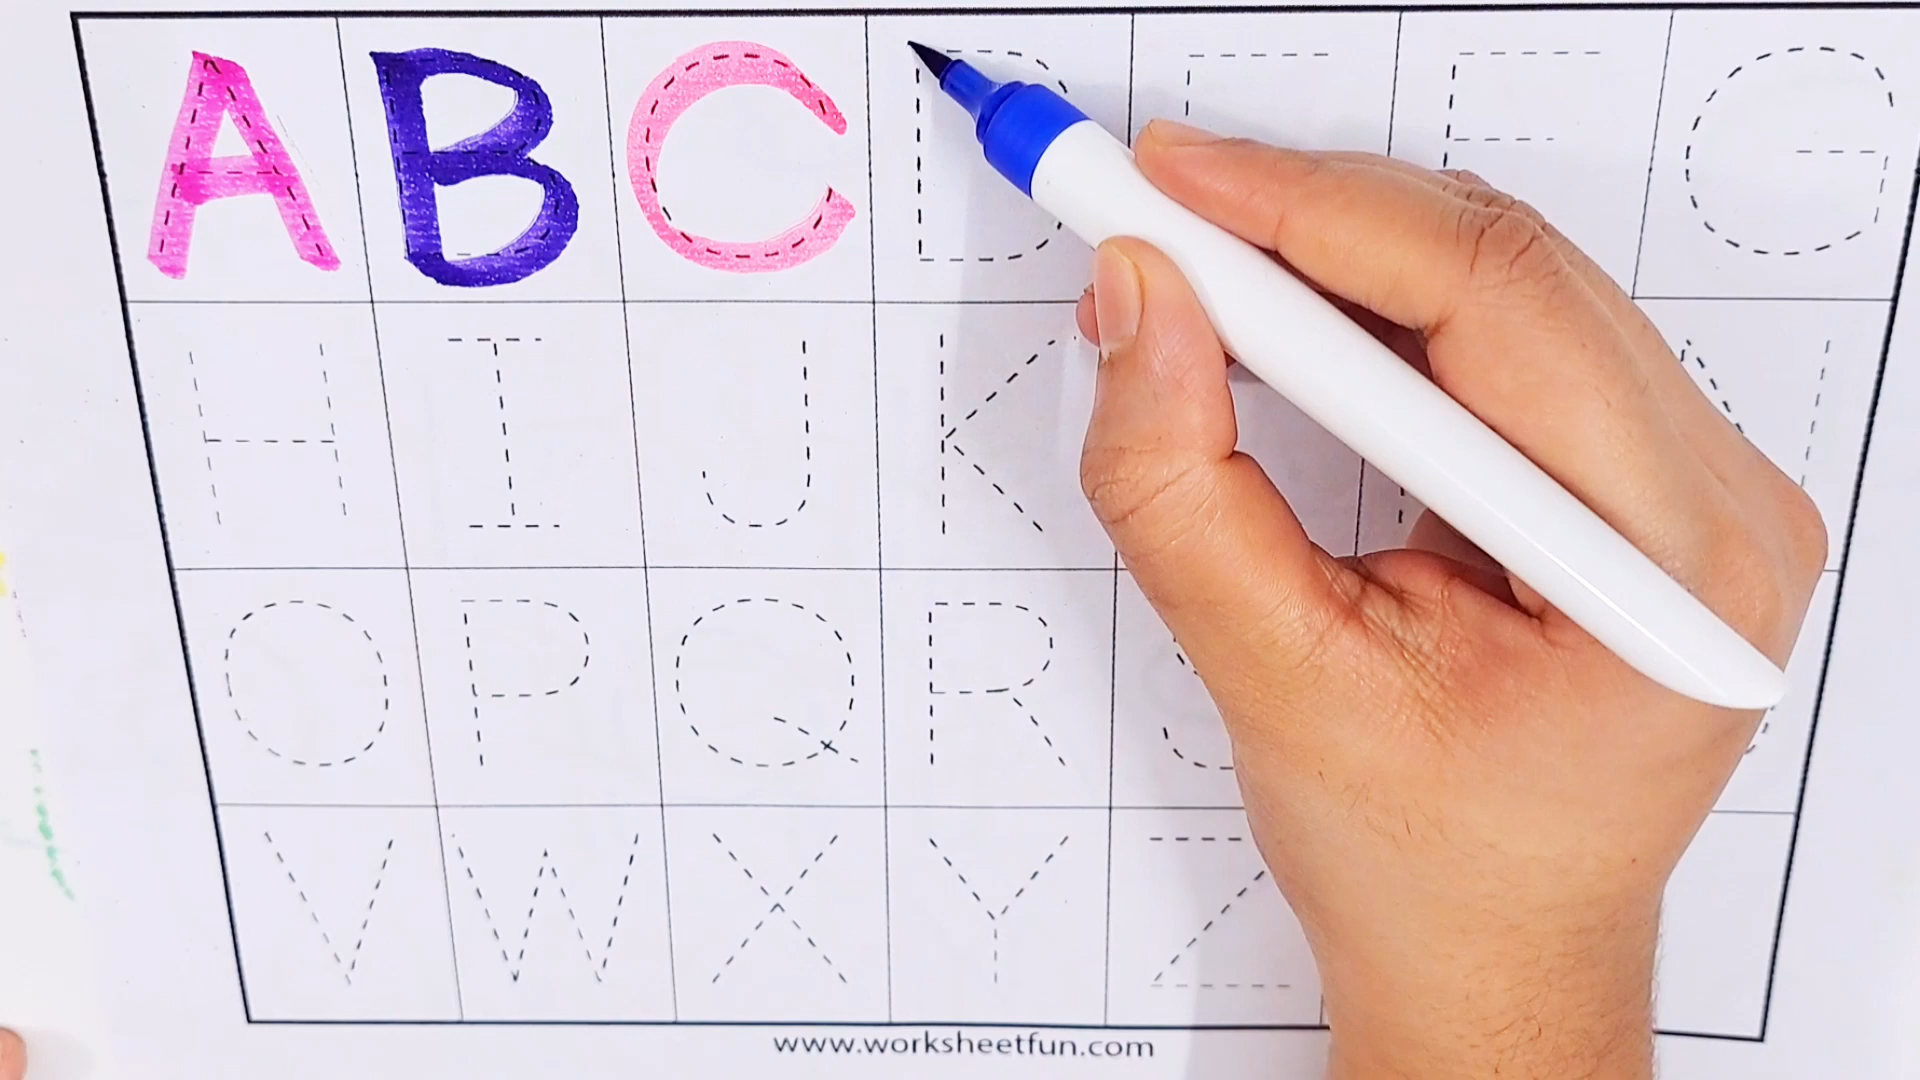 A B C D E F G
H I J K N
O P Q R S
V W X Y Z
www.worksheetfun.com